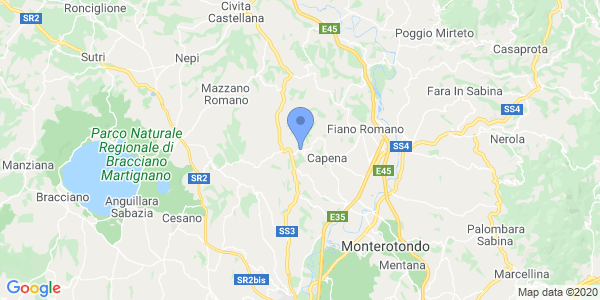 Ronciglione
SR2
Civita
Castellana
E45
Poggio Mirteto
Casaprota
Sutri
Nepi
Mazzano
Romano
Fara In Sabina
SS4
Parco Naturale
Regionale di
Bracciano
Martignano
Fiano Romano
SS4
Nerola
Manziana
Capena
E45
SR2
Bracciano
Anguillara
Sabazia
Cesano
E35
SS3
Monterotondo
Palombara
Sabina
Mentana
Marcellina
SR2bis
Google
Map data ©2020